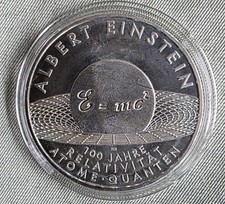 ALBERT EINSTEIN
E=mc²
100 JAHRE
RELATIVITÄT
ATOME·QUANTEN